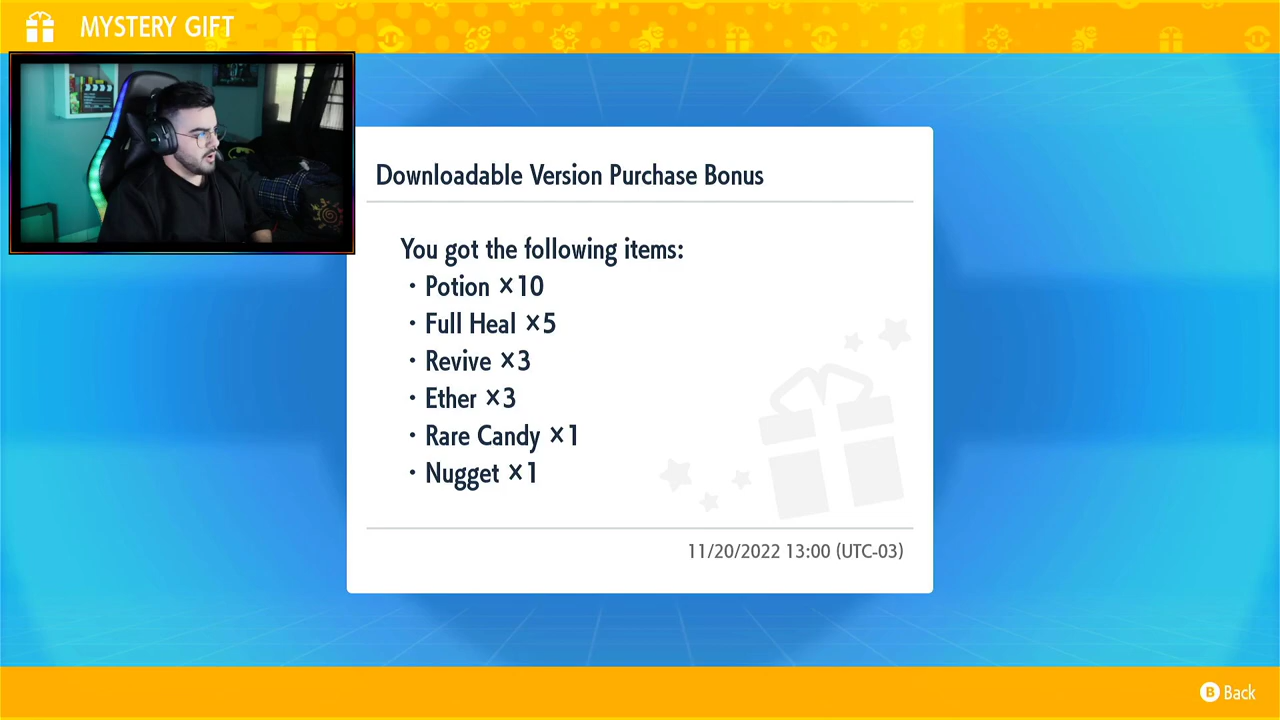 MYSTERY GIFT
Downloadable Version Purchase Bonus
You got the following items:
・Potion ×10
・Full Heal ×5
・Revive ×3
・Ether ×3
・Rare Candy ×1
・Nugget ×1
11/20/2022 13:00 (UTC-03)
B Back